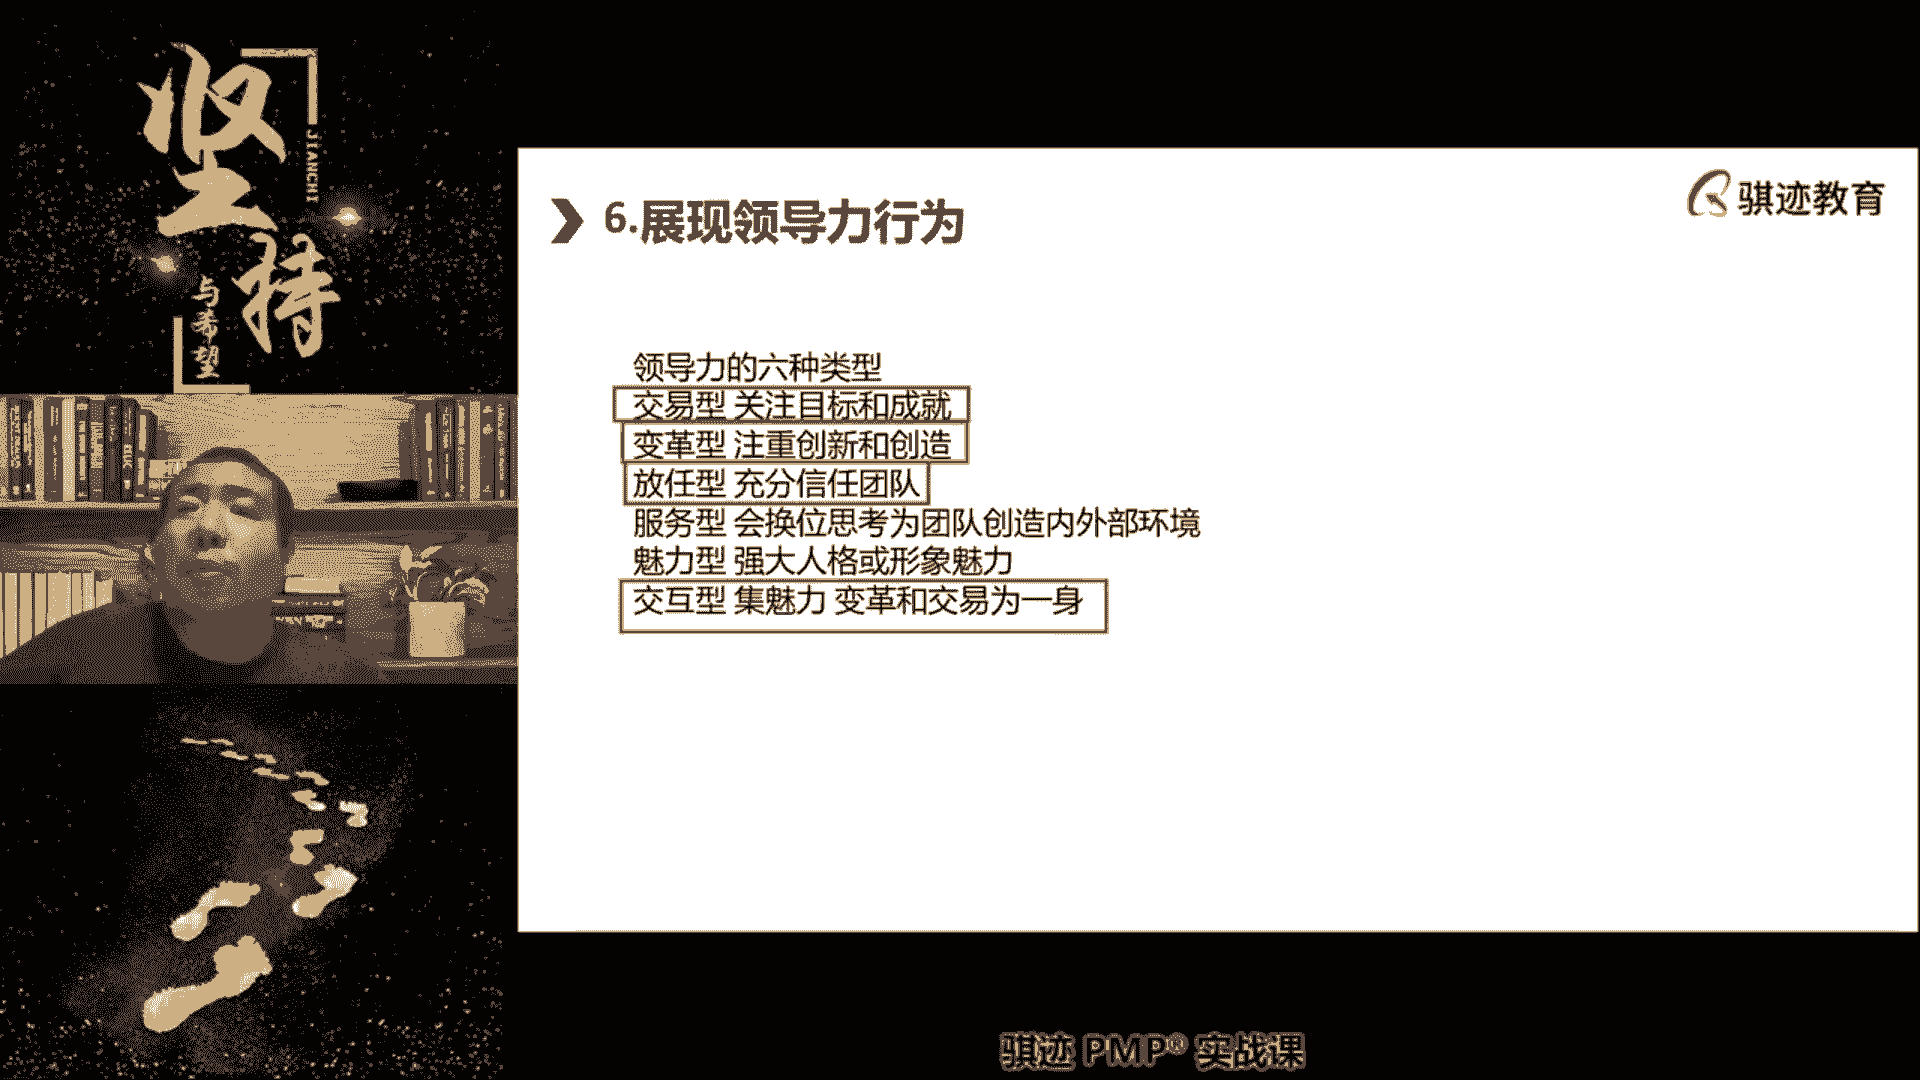 坚持
JIANCHI
与希望
骐迹教育
6.展现领导力行为
领导力的六种类型
交易型 关注目标和成就
变革型 注重创新和创造
放任型 充分信任团队
服务型 会换位思考为团队创造内外部环境
魅力型 强大人格或形象魅力
交互型 集魅力 变革和交易为一身
骐迹 PMP® 实战课